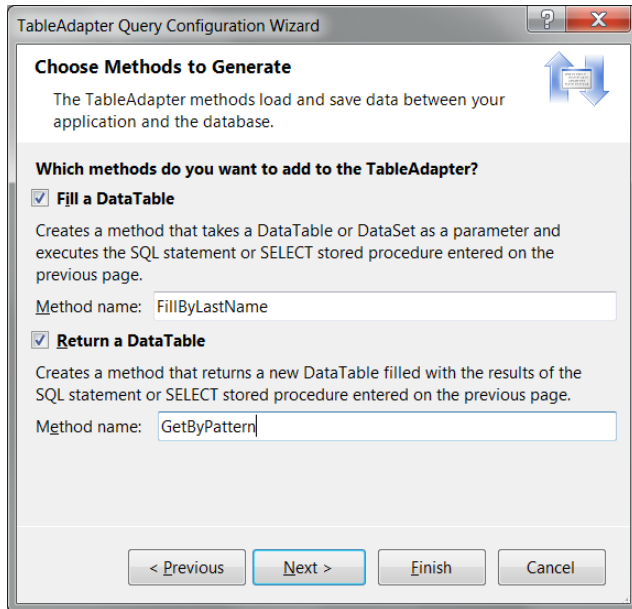 TableAdapter Query Configuration Wizard
Choose Methods to Generate
The TableAdapter methods load and save data between your
application and the database.
Which methods do you want to add to the TableAdapter?
Fill a DataTable
Creates a method that takes a DataTable or DataSet as a parameter and
executes the SQL statement or SELECT stored procedure entered on the
previous page.
Method name: FillByLastName
Return a DataTable
Creates a method that returns a new DataTable filled with the results of the
SQL statement or SELECT stored procedure entered on the previous page.
Method name: GetByPattern
< Previous Next > Finish Cancel